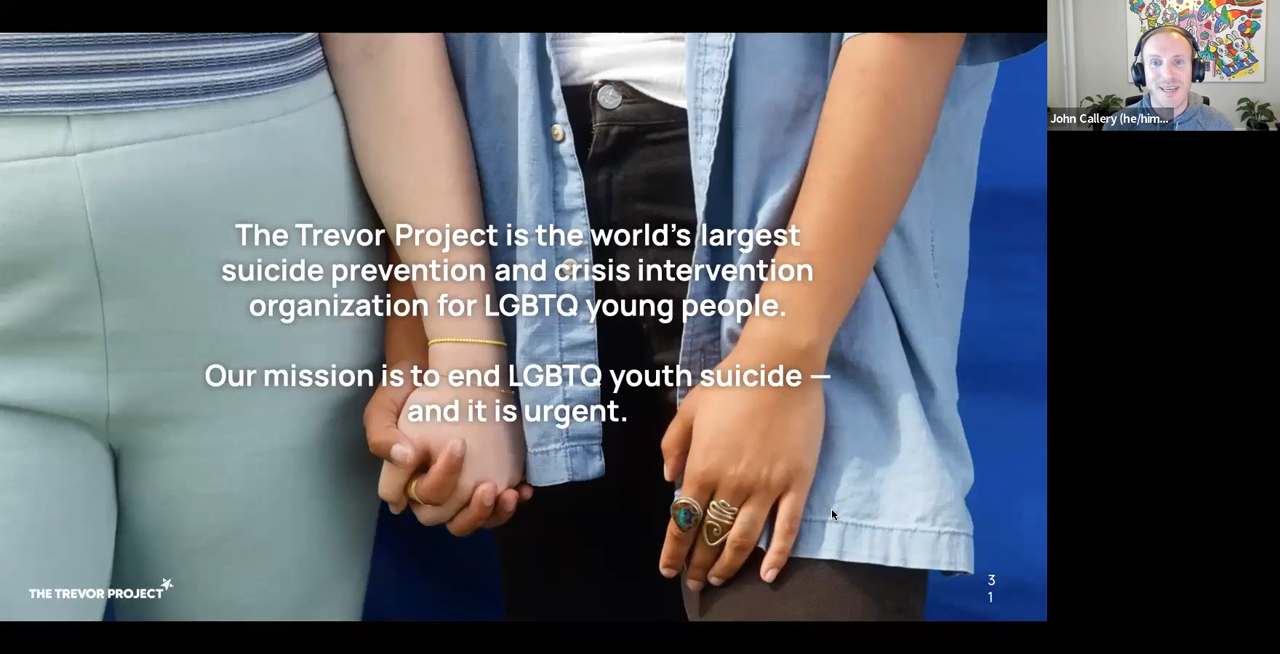 The Trevor Project is the world's largest
suicide prevention and crisis intervention
organization for LGBTQ young people.
Our mission is to end LGBTQ youth suicide —
and it is urgent.
THE TREVOR PROJECT
3
1
John Callery (he/him...